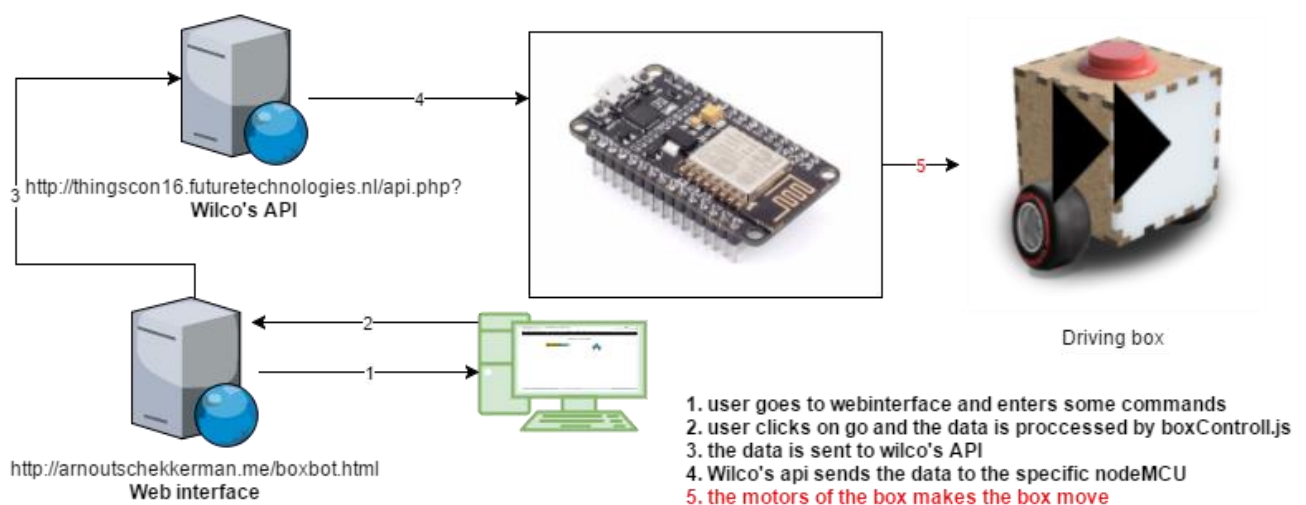 4
5
3
http://thingscon16.futuretechnologies.nl/api.php?
Wilco's API
2
1
Driving box
http://arnoutschekkerman.me/boxbot.html
Web interface
1. user goes to webinterface and enters some commands
2. user clicks on go and the data is proccessed by boxControll.js
3. the data is sent to wilco's API
4. Wilco's api sends the data to the specific nodeMCU
5. the motors of the box makes the box move